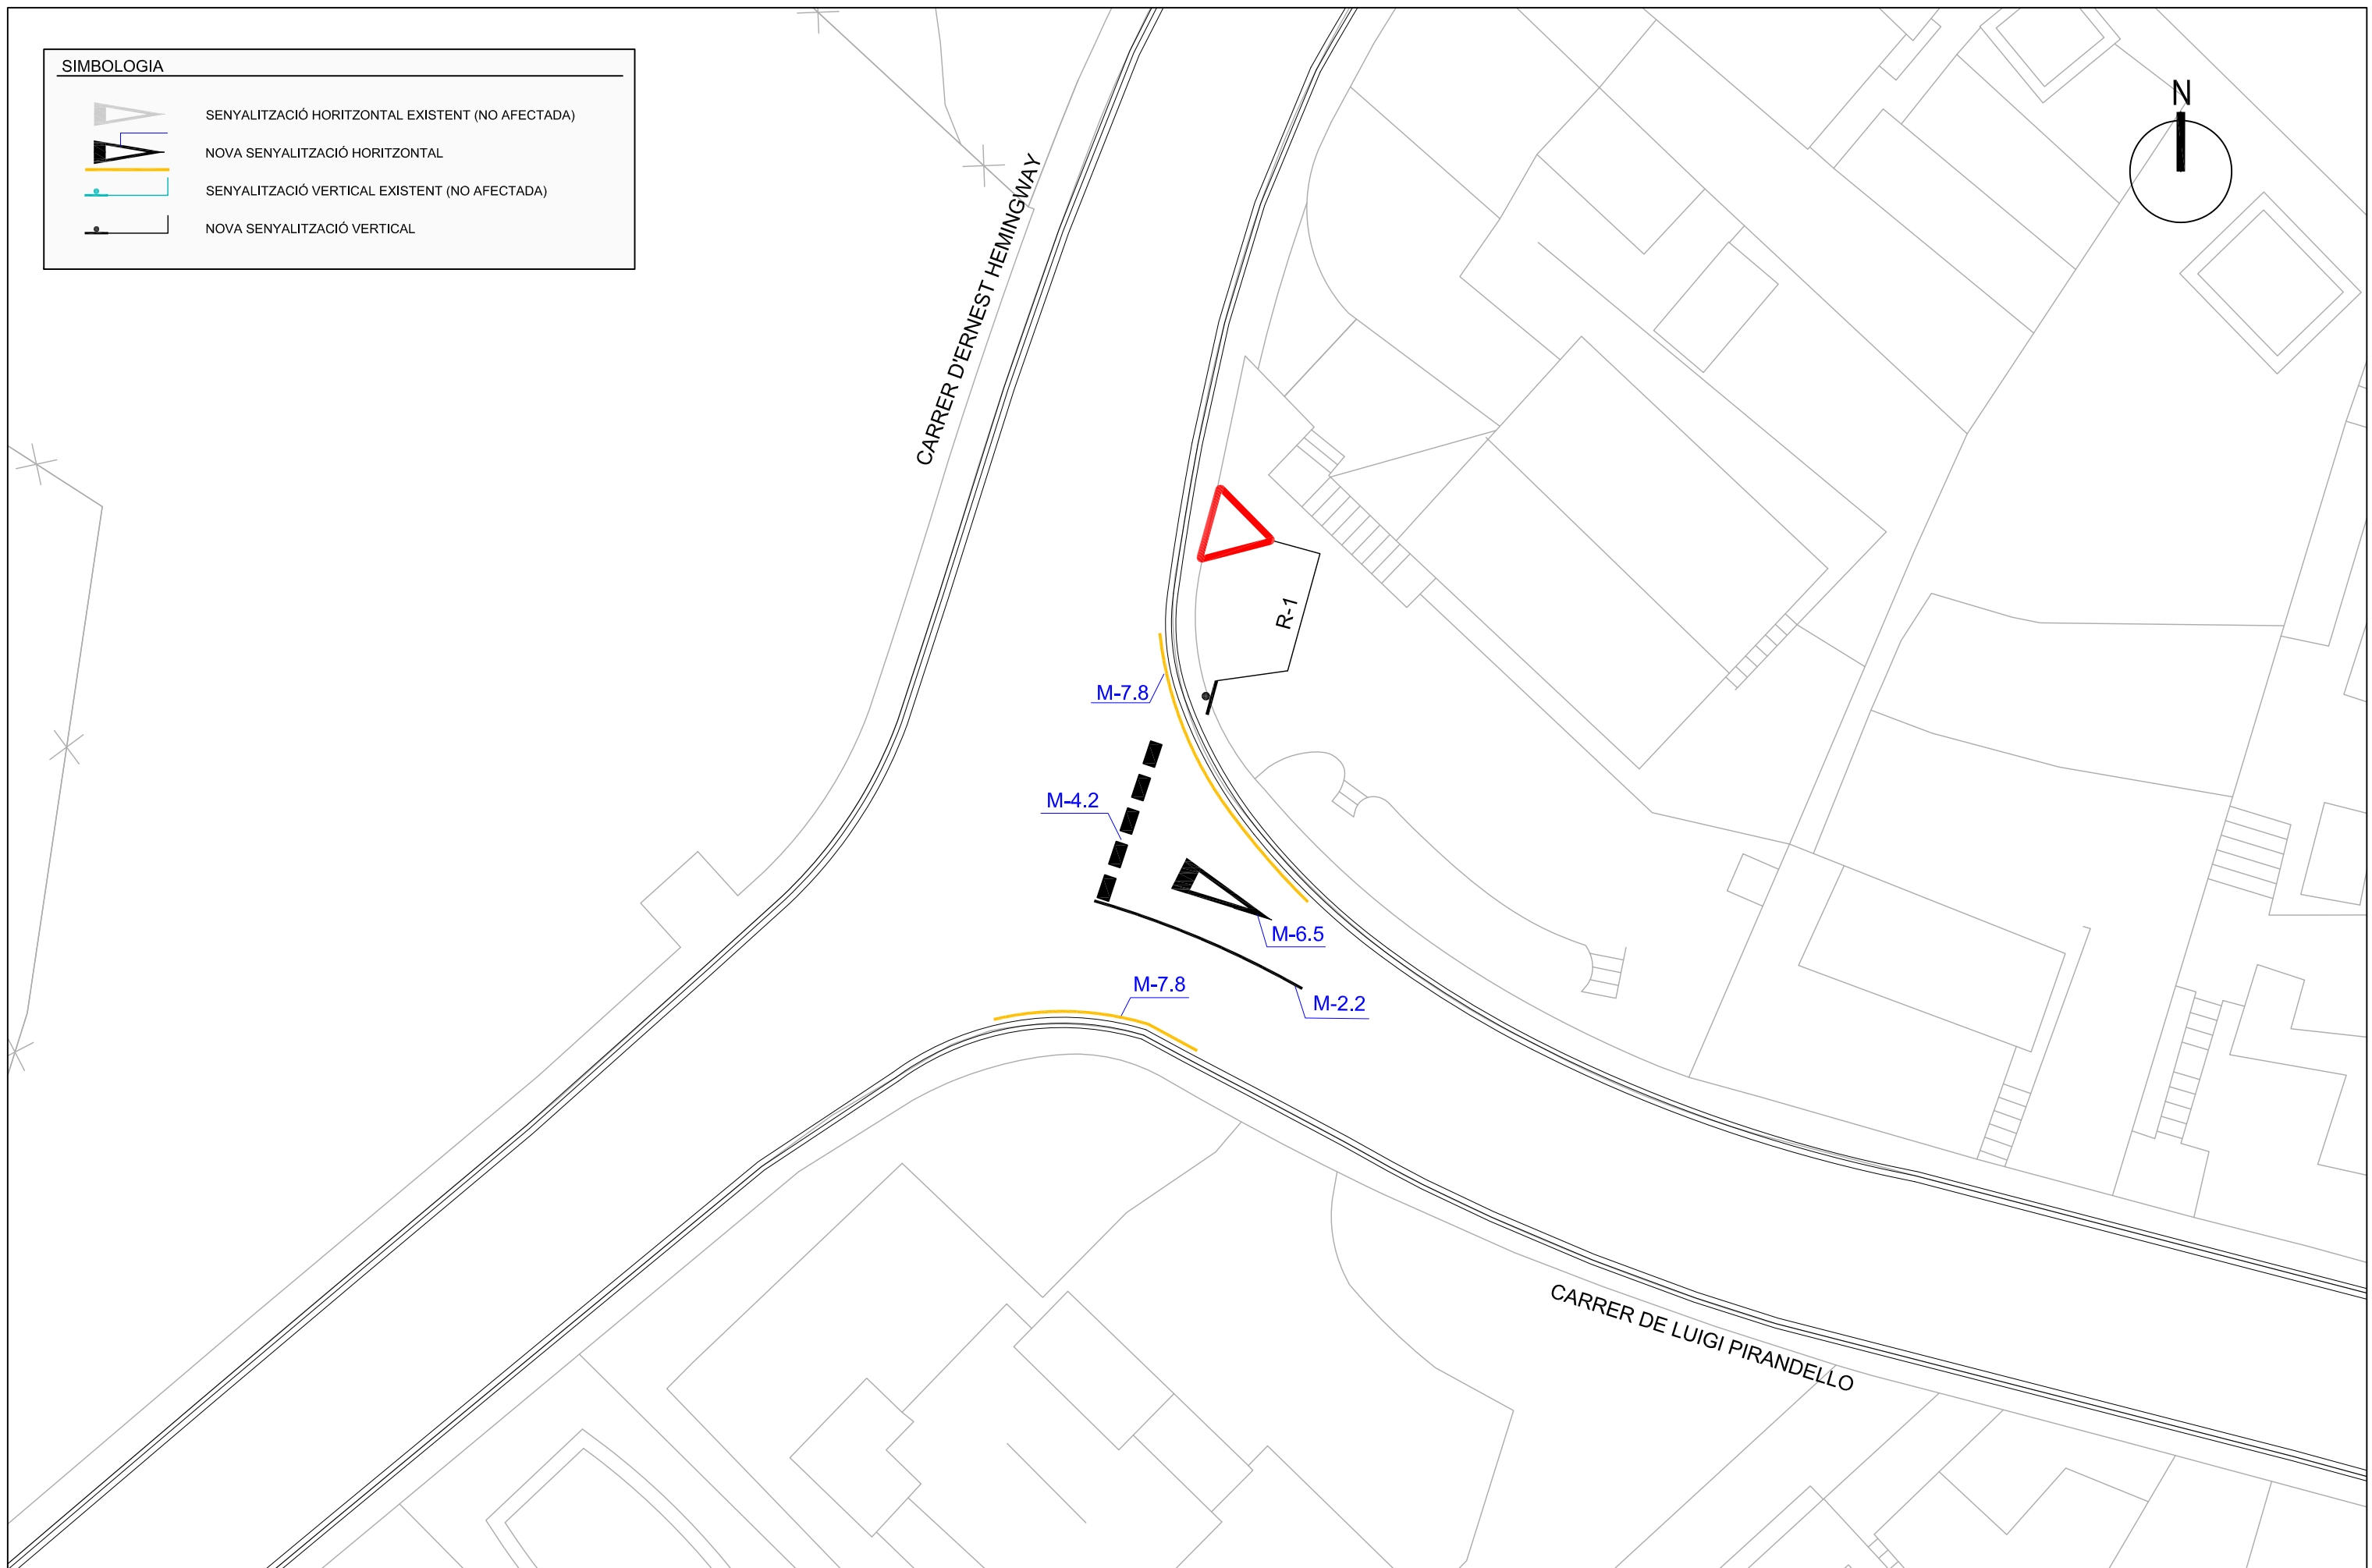 SIMBOLOGIA
SENYALITZACIÓ HORITZONTAL EXISTENT (NO AFECTADA)
NOVA SENYALITZACIÓ HORITZONTAL
SENYALITZACIÓ VERTICAL EXISTENT (NO AFECTADA)
NOVA SENYALITZACIÓ VERTICAL
N
CARRER D'ERNEST HEMINGWAY
R-1
M-7.8
M-4.2
M-6.5
M-7.8
M-2.2
CARRER DE LUIGI PIRANDELLO